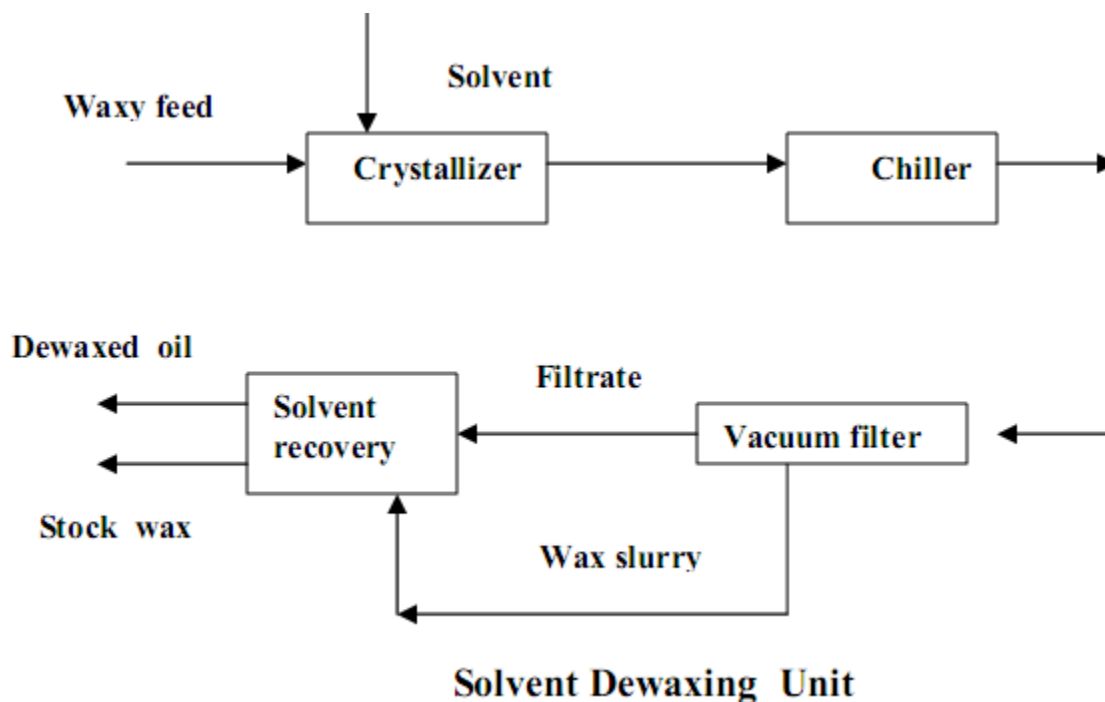 Solvent
Waxy feed
Crystallizer
Chiller
Dewaxed oil
Filtrate
Solvent
recovery
Vacuum filter
Stock wax
Wax slurry
Solvent Dewaxing Unit